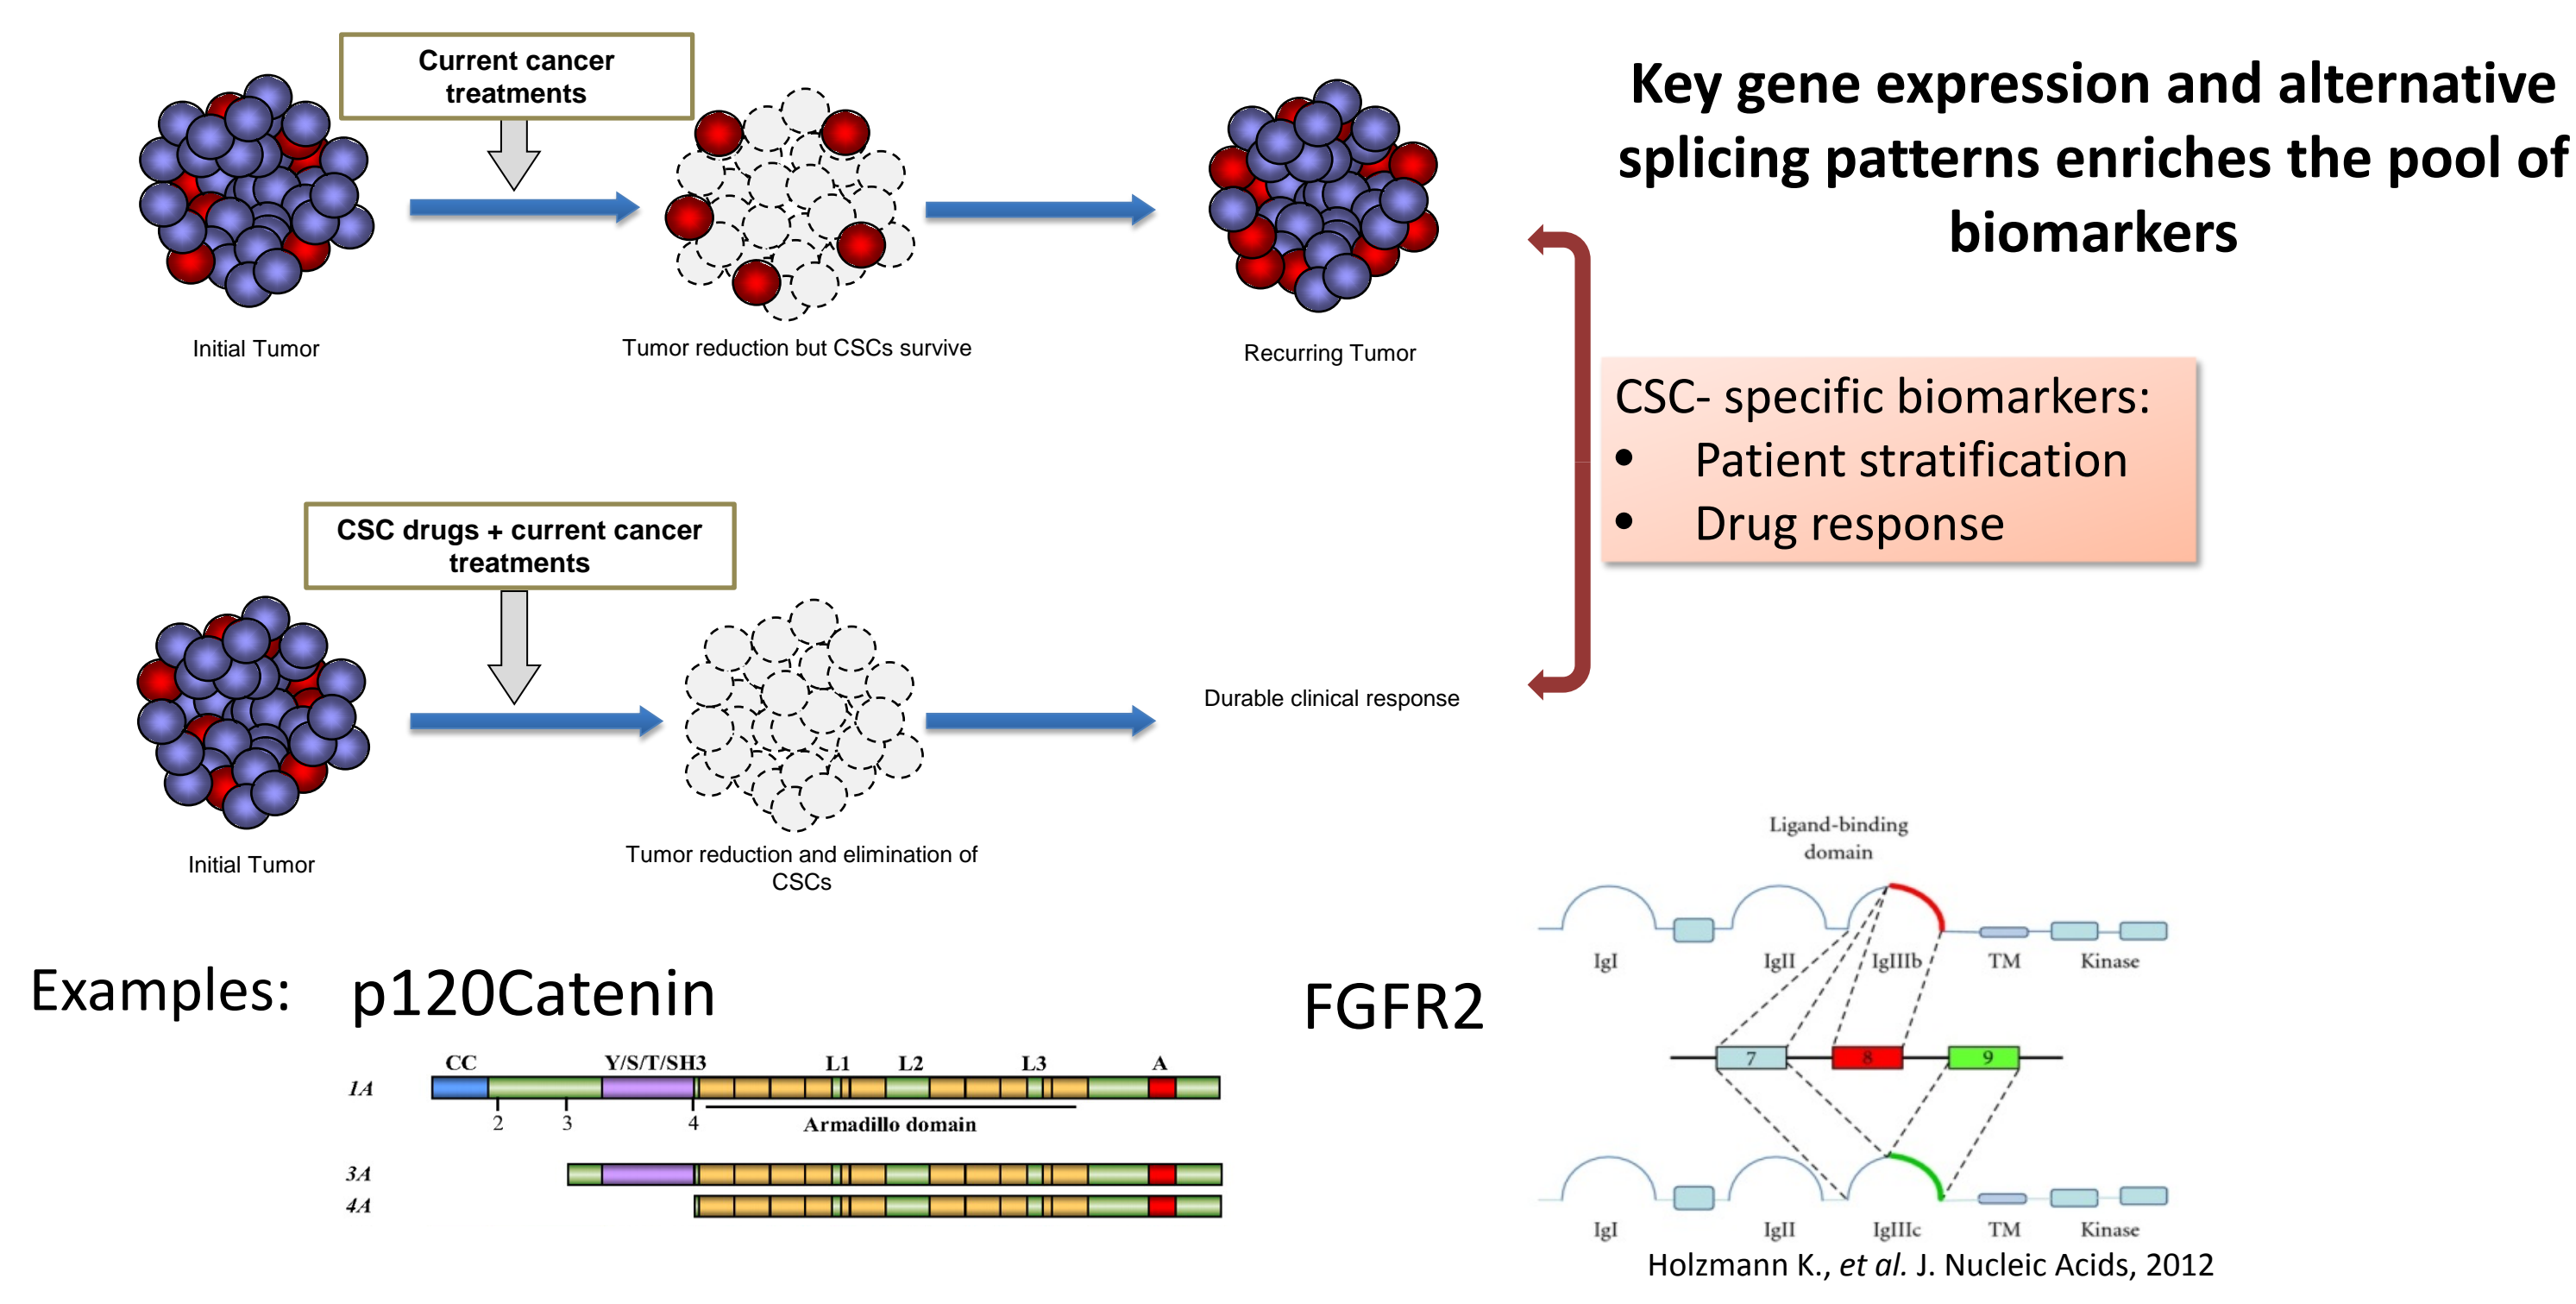 Current cancer
treatments
Initial Tumor
Tumor reduction but CSCs survive
Recurring Tumor
Key gene expression and alternative
splicing patterns enriches the pool of
biomarkers
CSC- specific biomarkers:
• Patient stratification
• Drug response
CSC drugs + current cancer
treatments
Initial Tumor
Tumor reduction and elimination of
CSCs
Durable clinical response
Examples:
p120Catenin
CC Y/S/T/SH3 L1 L2 L3 A
1A
2 3 4
Armadillo domain
3A
4A
FGFR2
Ligand-binding
domain
IgI IgII IgIIIb TM Kinase
7 8 9
IgI IgII IgIIIc TM Kinase
Holzmann K., et al. J. Nucleic Acids, 2012